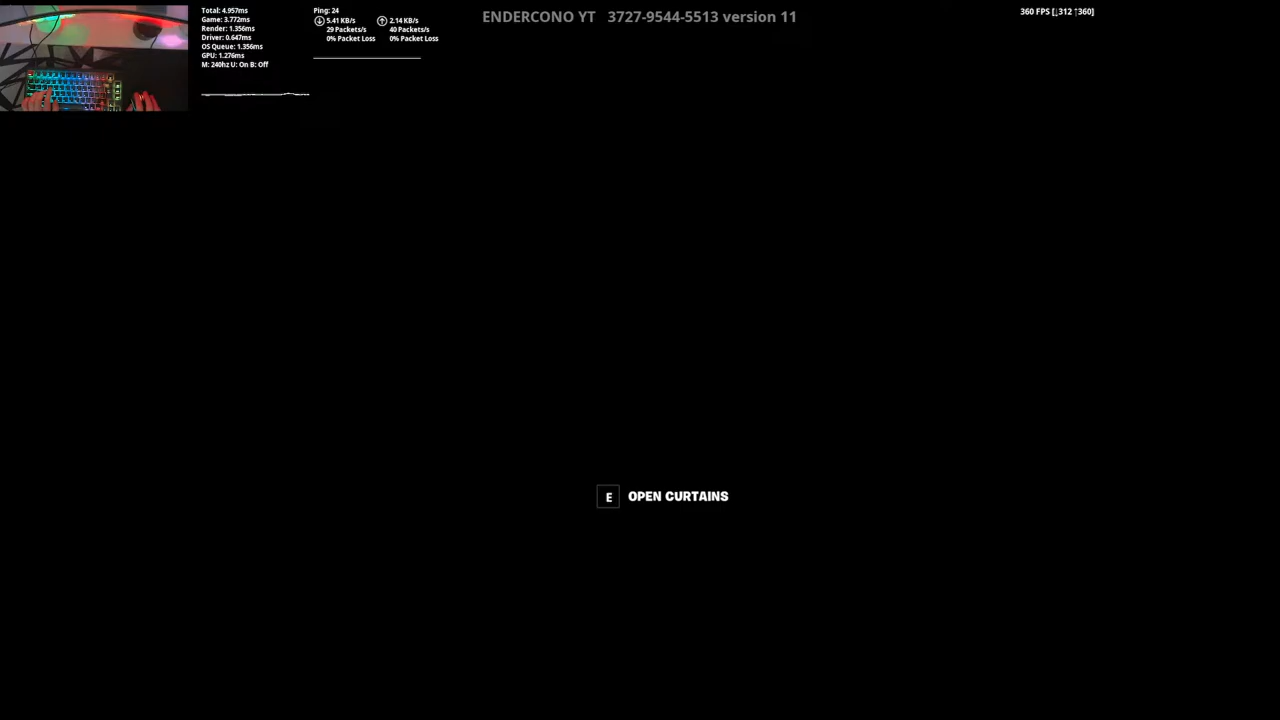 Total: 4.957ms
Game: 3.772ms
Render: 1.356ms
Driver: 0.647ms
OS Queue: 1.356ms
GPU: 1.276ms
M: 240hz U: On B: Off
Ping: 24
5.41 KB/s 2.14 KB/s
29 Packets/s 40 Packets/s
0% Packet Loss 0% Packet Loss
ENDERCONO YT 3727-9544-5513 version 11
360 FPS [↓312 ↑360]
E OPEN CURTAINS